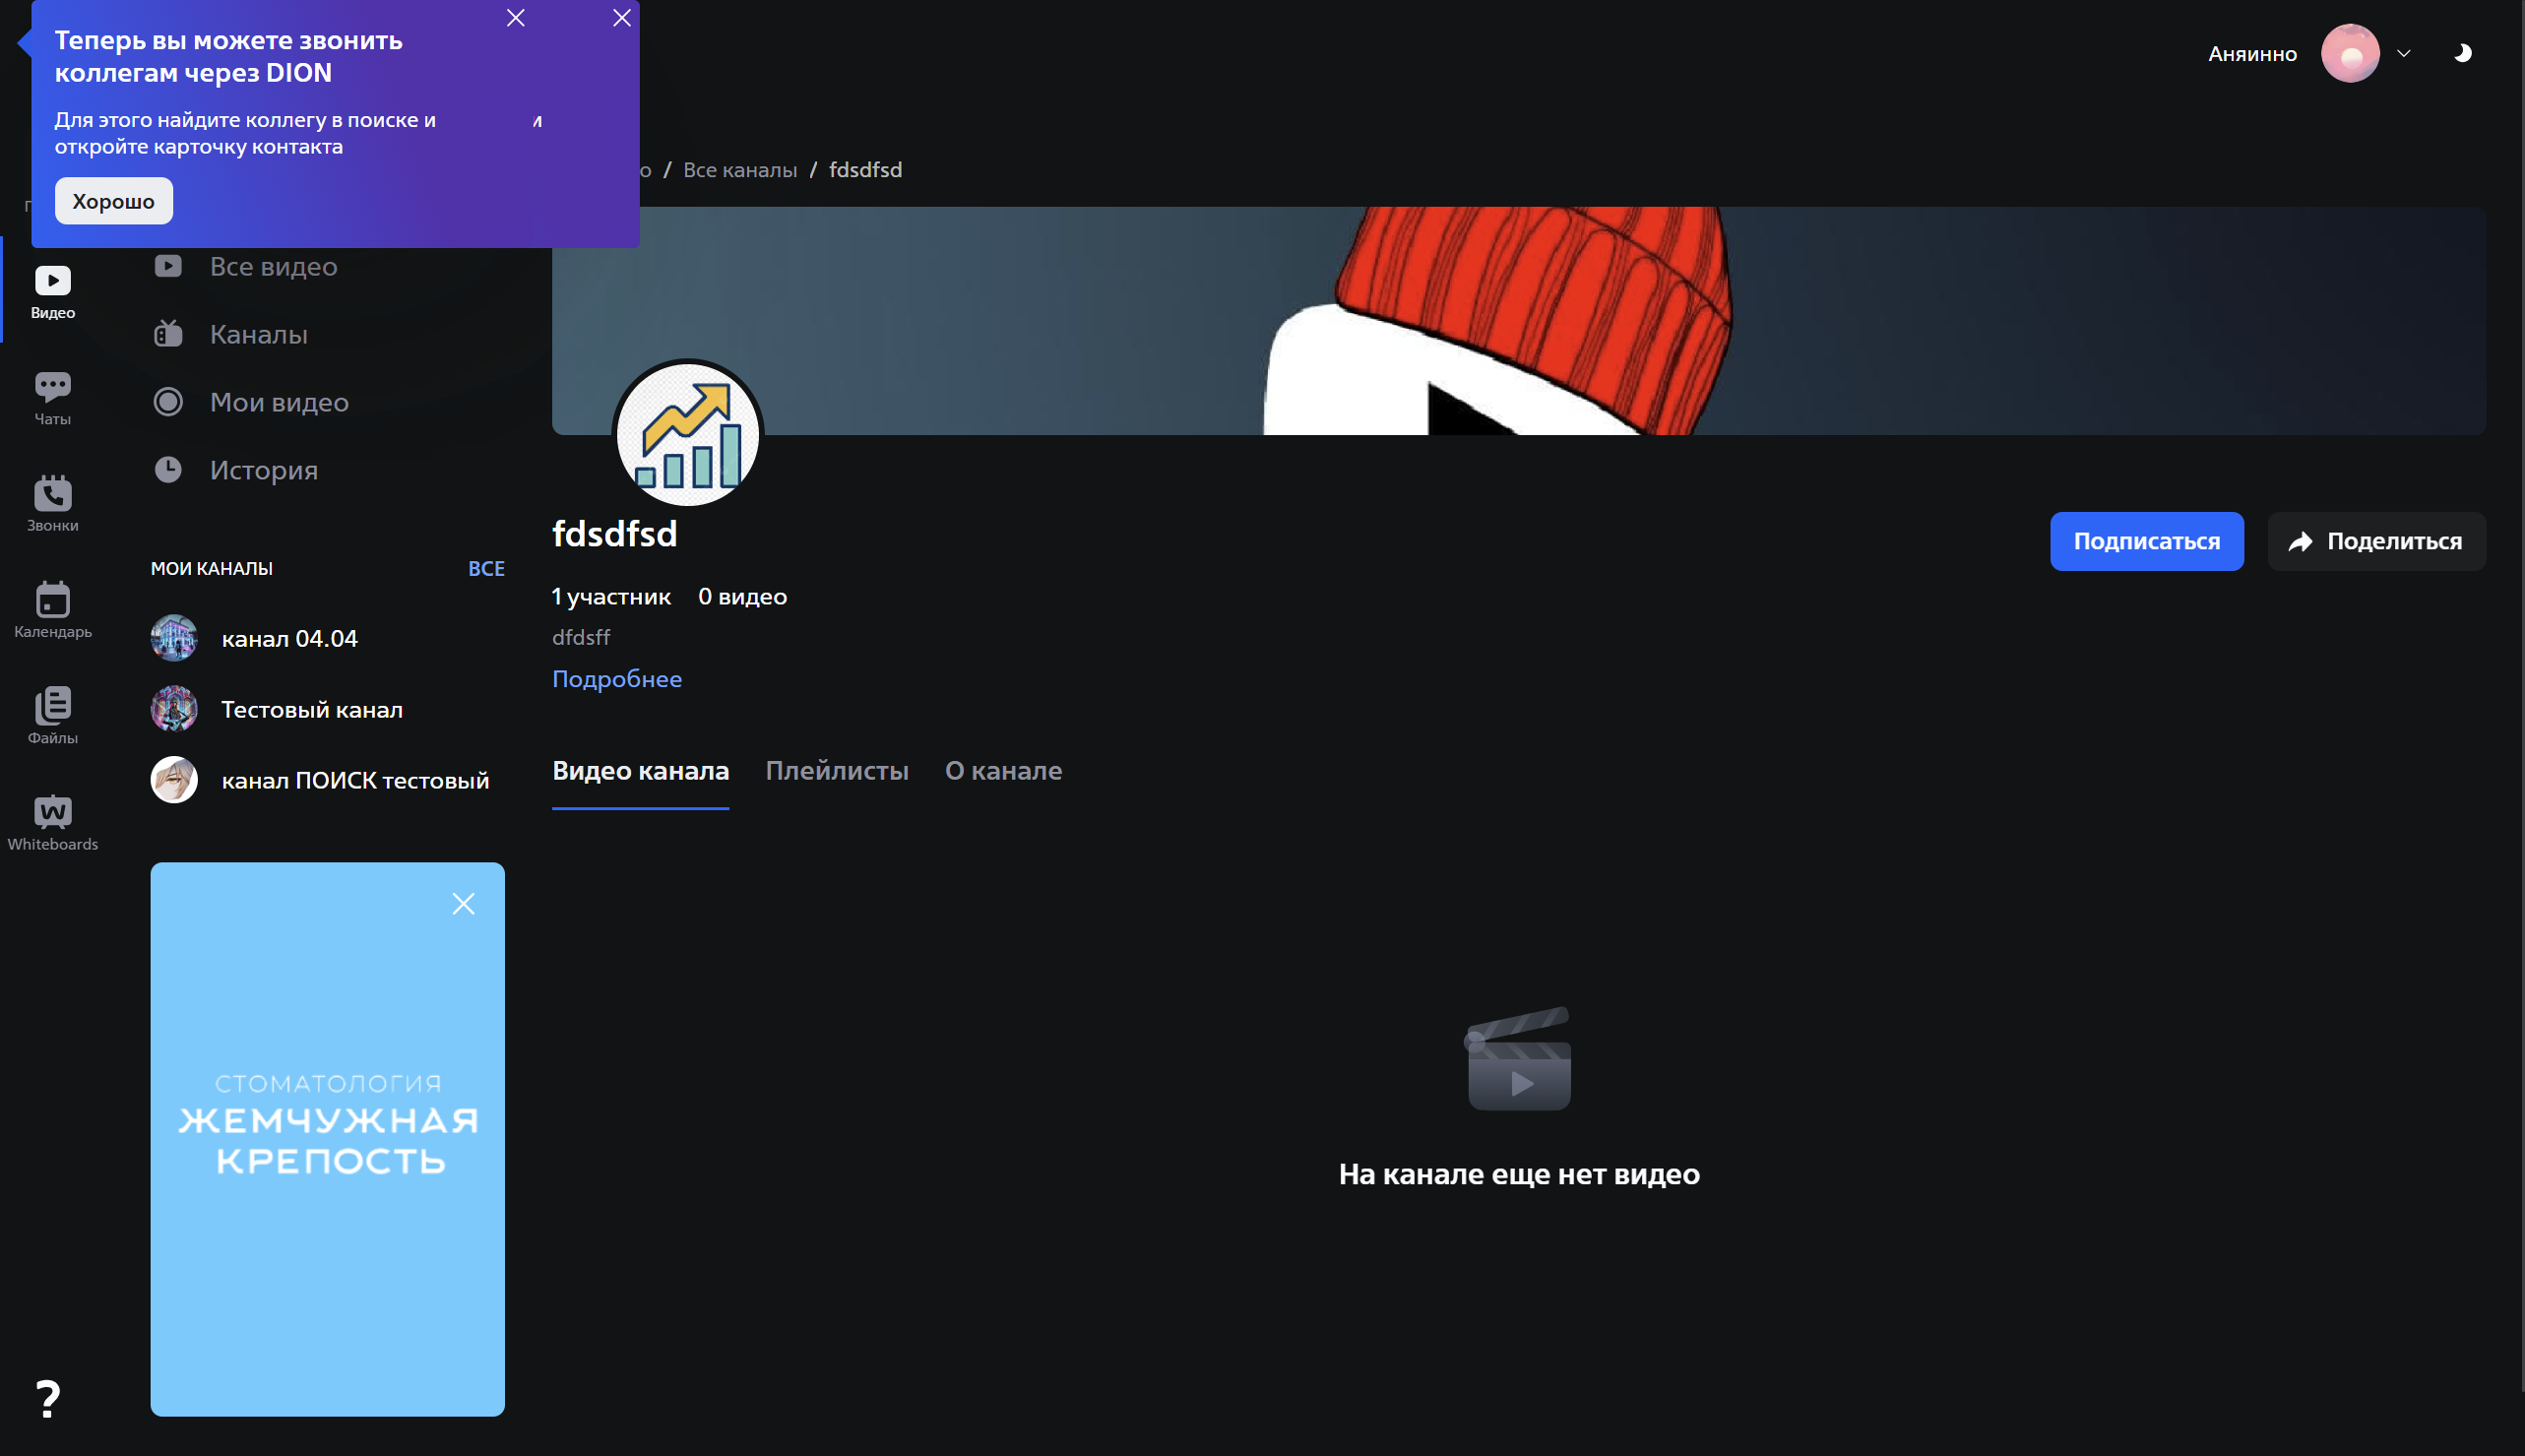 Теперь вы можете звонить
коллегам через DION
Для этого найдите коллегу в поиске и
откройте карточку контакта
Хорошо
Аняинно
/ Все каналы / fdsdfsd
Все видео
Каналы
Мои видео
История
МОИ КАНАЛЫ
ВСЕ
канал 04.04
Тестовый канал
канал ПОИСК тестовый
Видео
Чаты
Звонки
Календарь
Файлы
Whiteboards
?
СТОМАТОЛОГИЯ
ЖЕМЧУЖНАЯ
КРЕПОСТЬ
fdsdfsd
Подписаться
Поделиться
1 участник 0 видео
dfdsff
Подробнее
Видео канала
Плейлисты
О канале
На канале еще нет видео